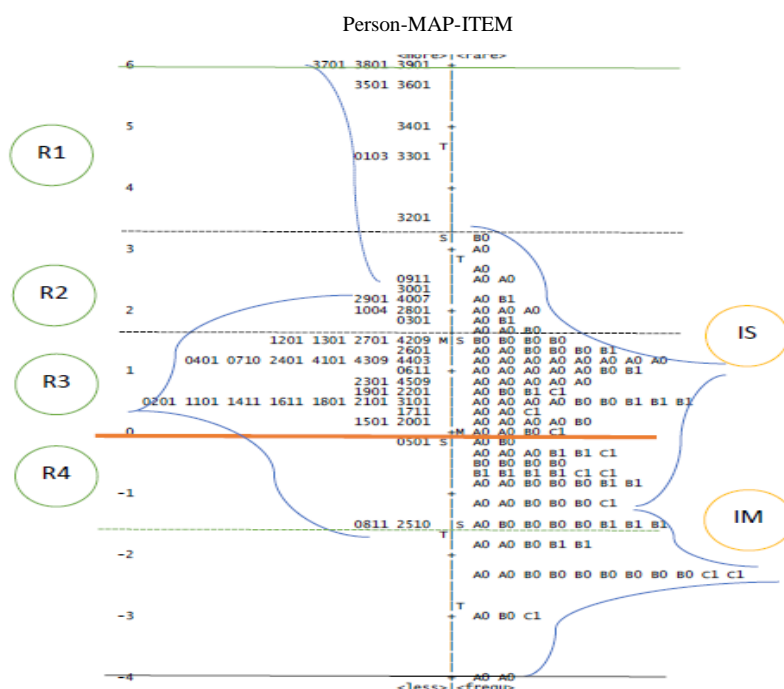 Person-MAP-ITEM
<more>|<rare>
6 3701 3801 3901 +
3501 3601 |
5 3401 +
T
R1
0103 3301 |
4 +
3201 |
S B0
3 + A0
T
A0
0911 | A0 A0
R2
3001 |
2901 4007 | A0 B1
2 1004 2801 + A0 A0 A0
0301 | A0 B1
A0 A0 B0
IS
1201 1301 2701 4209 M|S B0 B0 B0 B0
2601 | A0 A0 B0 B0 B0 B1
0401 0710 2401 4101 4309 4403 | A0 A0 A0 A0 A0 A0 A0 A0 A0
1 0611 + A0 A0 A0 A0 A0 B0 B1
R3
2301 4509 | A0 A0 A0 A0 A0
1901 2201 | A0 B0 B1 C1
0201 1101 1411 1611 1801 2101 3101 | A0 A0 A0 A0 B0 B0 B1 B1 B1
1711 | A0 A0 C1
1501 2001 | A0 A0 A0 A0 B0
0 +M A0 A0 B0 C1
0501 S| A0 B0
A0 A0 A0 B1 B1 C1
R4
B0 B0 B0 B0
B1 B1 B1 B1 C1 C1
A0 A0 B0 B0 B0 B1 B1
-1 +
A0 A0 B0 B0 B0 C1
IM
0811 2510 |S A0 B0 B0 B0 B0 B1 B1 B1
T|
A0 A0 B0 B1 B1
-2 +
A0 A0 B0 B0 B0 B0 B0 B0 B0 C1 C1
T
-3 + A0 B0 C1
-4 A0 A0
<less>|<frequ>